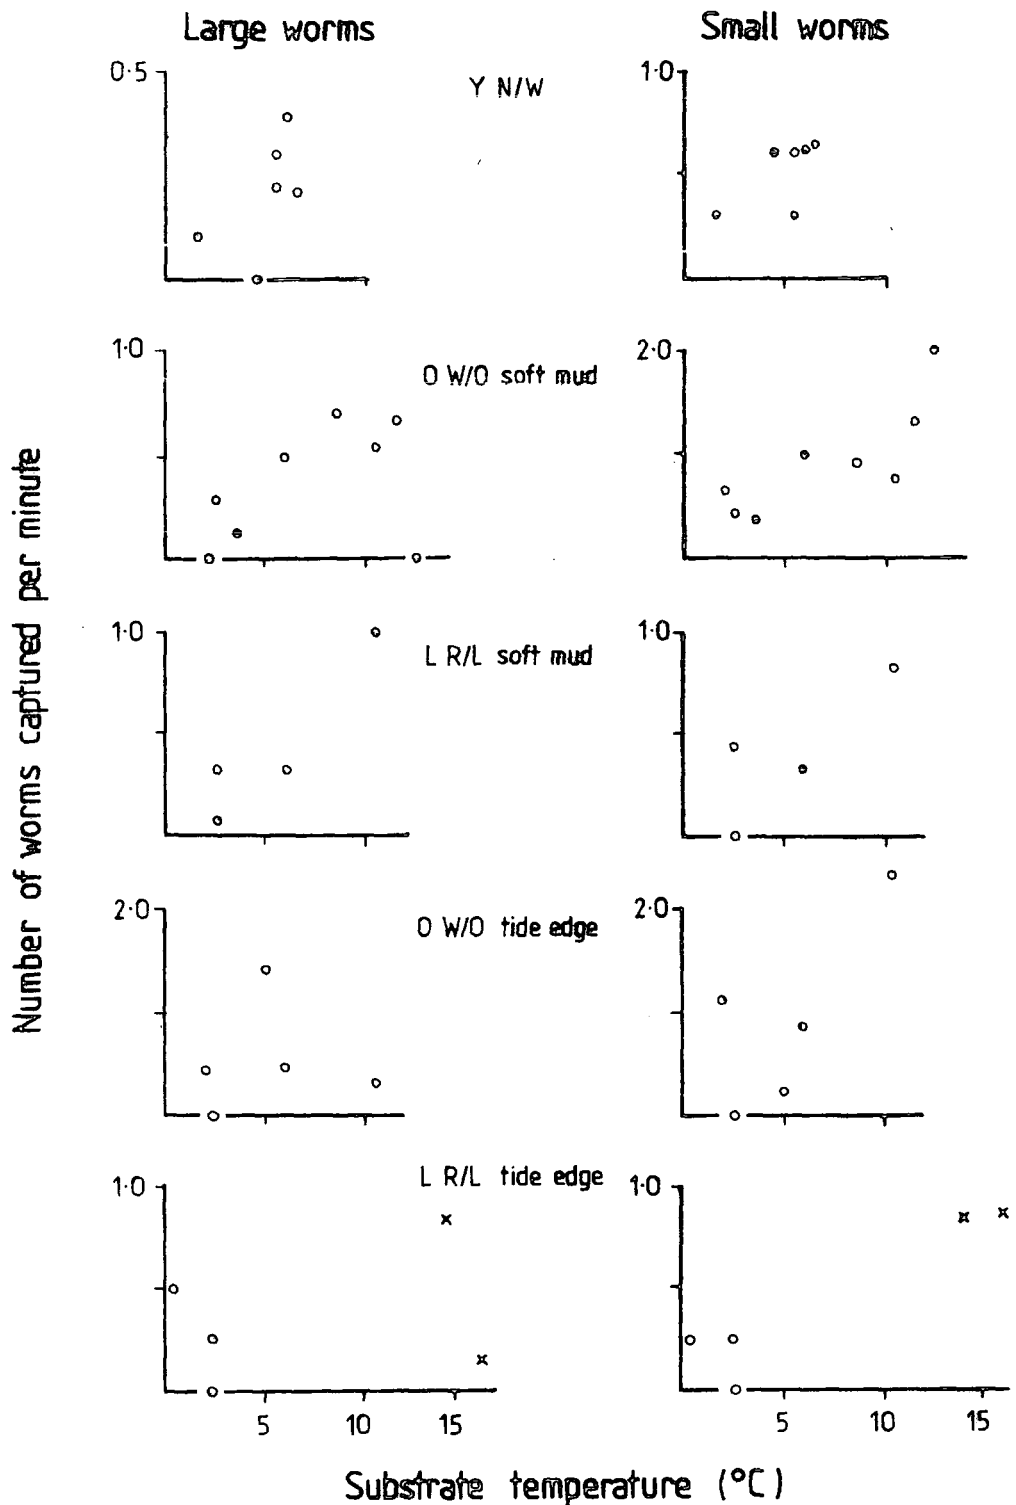 Large worms
Small worms
0·5
Y N/W
1·0
1·0
O W/O soft mud
2·0
1·0
L R/L soft mud
1·0
2·0
O W/O tide edge
2·0
1·0
L R/L tide edge
1·0
5 10 15
5 10 15
Number of worms captured per minute
Substrate temperature (°C)